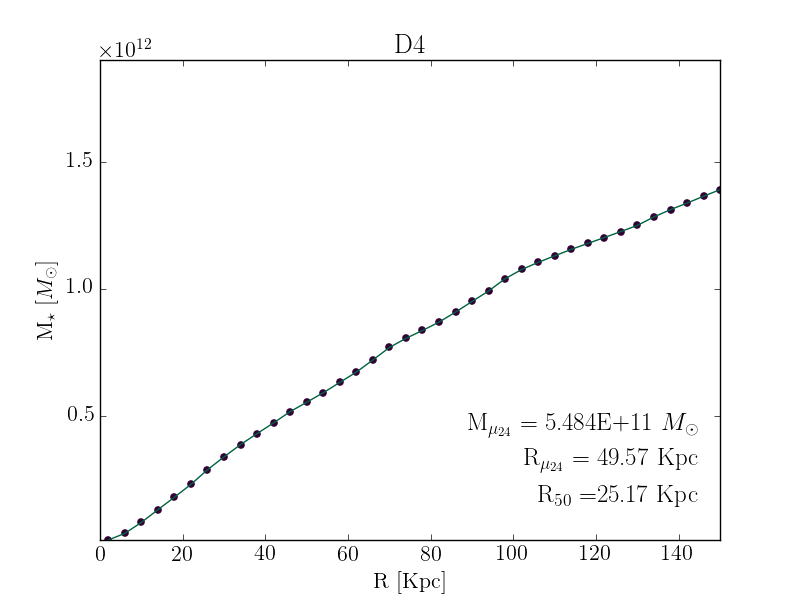 D4
×10¹²
1.5
1.0
0.5
M⋆ [M⊙]
M_μ₂₄ = 5.484E+11 M⊙
R_μ₂₄ = 49.57 Kpc
R₅₀ =25.17 Kpc
0 20 40 60 80 100 120 140
R [Kpc]